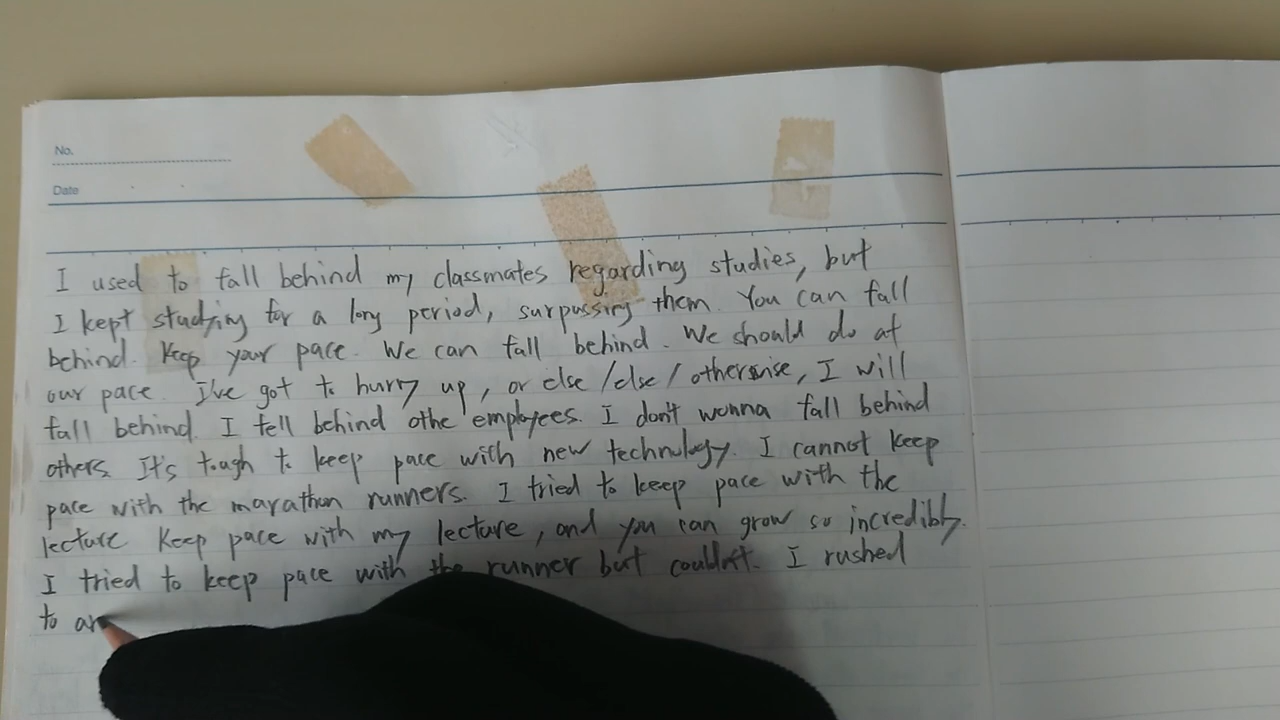 No.
Date
I used to fall behind my classmates regarding studies, but
I kept studying for a long period, surpussing them. You can fall
behind. Keep your pace. We can fall behind. We should do at
our pace. I've got to hurry up, or else /else/ otherwise, I will
fall behind. I fell behind othe employees. I don't wonna fall behind
others. It's tough to keep pace with new technology. I cannot keep
pace with the marathon runners. I tried to keep pace with the
lecture Keep pace with my lecture, and you can grow so incredibly.
I tried to keep pace with the runner but couldn't. I rushed
to